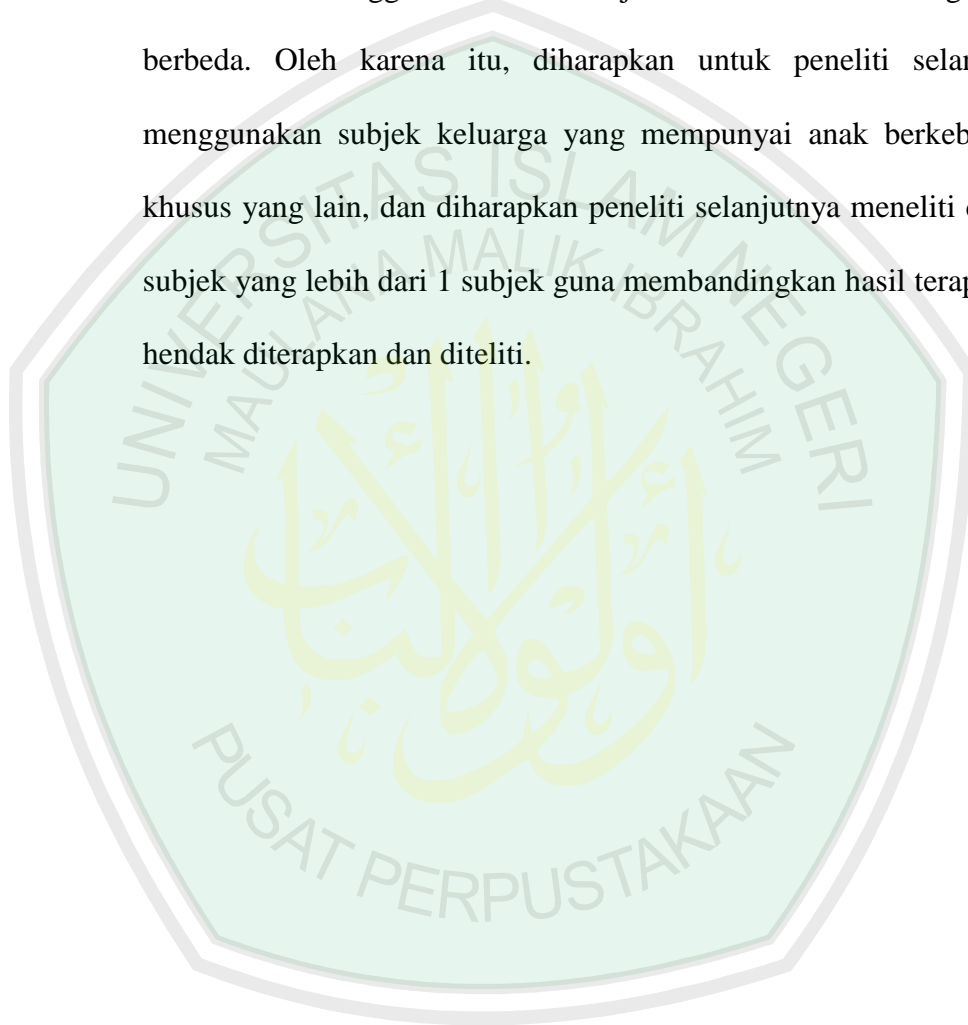 berbeda. Oleh karena itu, diharapkan untuk peneliti selan
menggunakan subjek keluarga yang mempunyai anak berkeb
khusus yang lain, dan diharapkan peneliti selanjutnya meneliti
subjek yang lebih dari 1 subjek guna membandingkan hasil terap
hendak diterapkan dan diteliti.
UNIVERSITAS ISLAM NEGERI
MAULANA MALIK IBRAHIM
أولو الألباب
PUSAT PERPUSTAKAAN